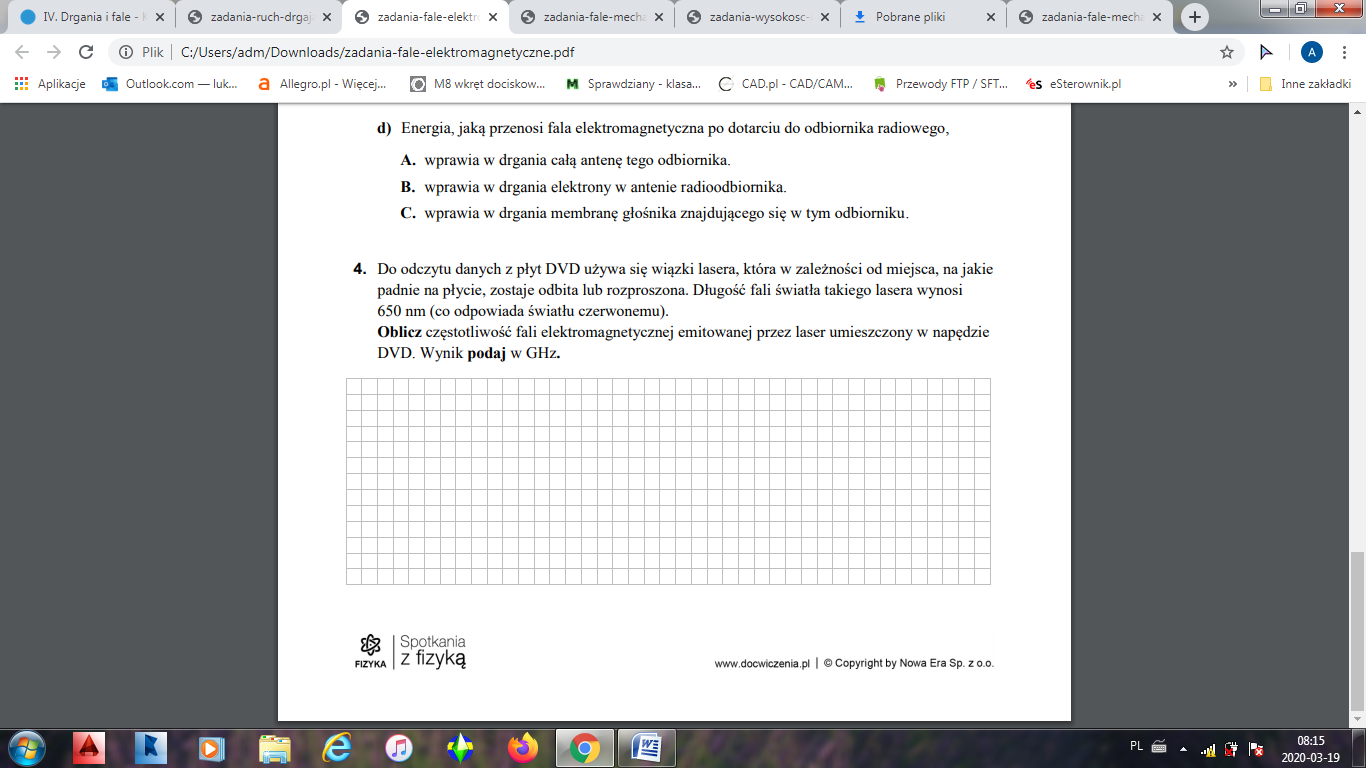 IV. Drgania i fale - K
zadania-ruch-drgaj
zadania-fale-elektr
zadania-fale-mecha
zadania-wysokosc-
Pobrane pliki
zadania-fale-mecha
Plik C:/Users/adm/Downloads/zadania-fale-elektromagnetyczne.pdf
A
Aplikacje
Outlook.com — luk...
Allegro.pl - Więcej...
M8 wkręt dociskow...
Sprawdziany - klasa...
CAD.pl - CAD/CAM...
Przewody FTP / SFT...
eSterownik.pl
»
Inne zakładki
d) Energia, jaką przenosi fala elektromagnetyczna po dotarciu do odbiornika radiowego,
A. wprawia w drgania całą antenę tego odbiornika.
B. wprawia w drgania elektrony w antenie radioodbiornika.
C. wprawia w drgania membranę głośnika znajdującego się w tym odbiorniku.
4. Do odczytu danych z płyt DVD używa się wiązki lasera, która w zależności od miejsca, na jakie
padnie na płycie, zostaje odbita lub rozproszona. Długość fali światła takiego lasera wynosi
650 nm (co odpowiada światłu czerwonemu).
Oblicz częstotliwość fali elektromagnetycznej emitowanej przez laser umieszczony w napędzie
DVD. Wynik podaj w GHz.
FIZYKA
Spotkania
z fizyką
www.docwiczenia.pl | © Copyright by Nowa Era Sp. z o.o.
PL
08:15
2020-03-19